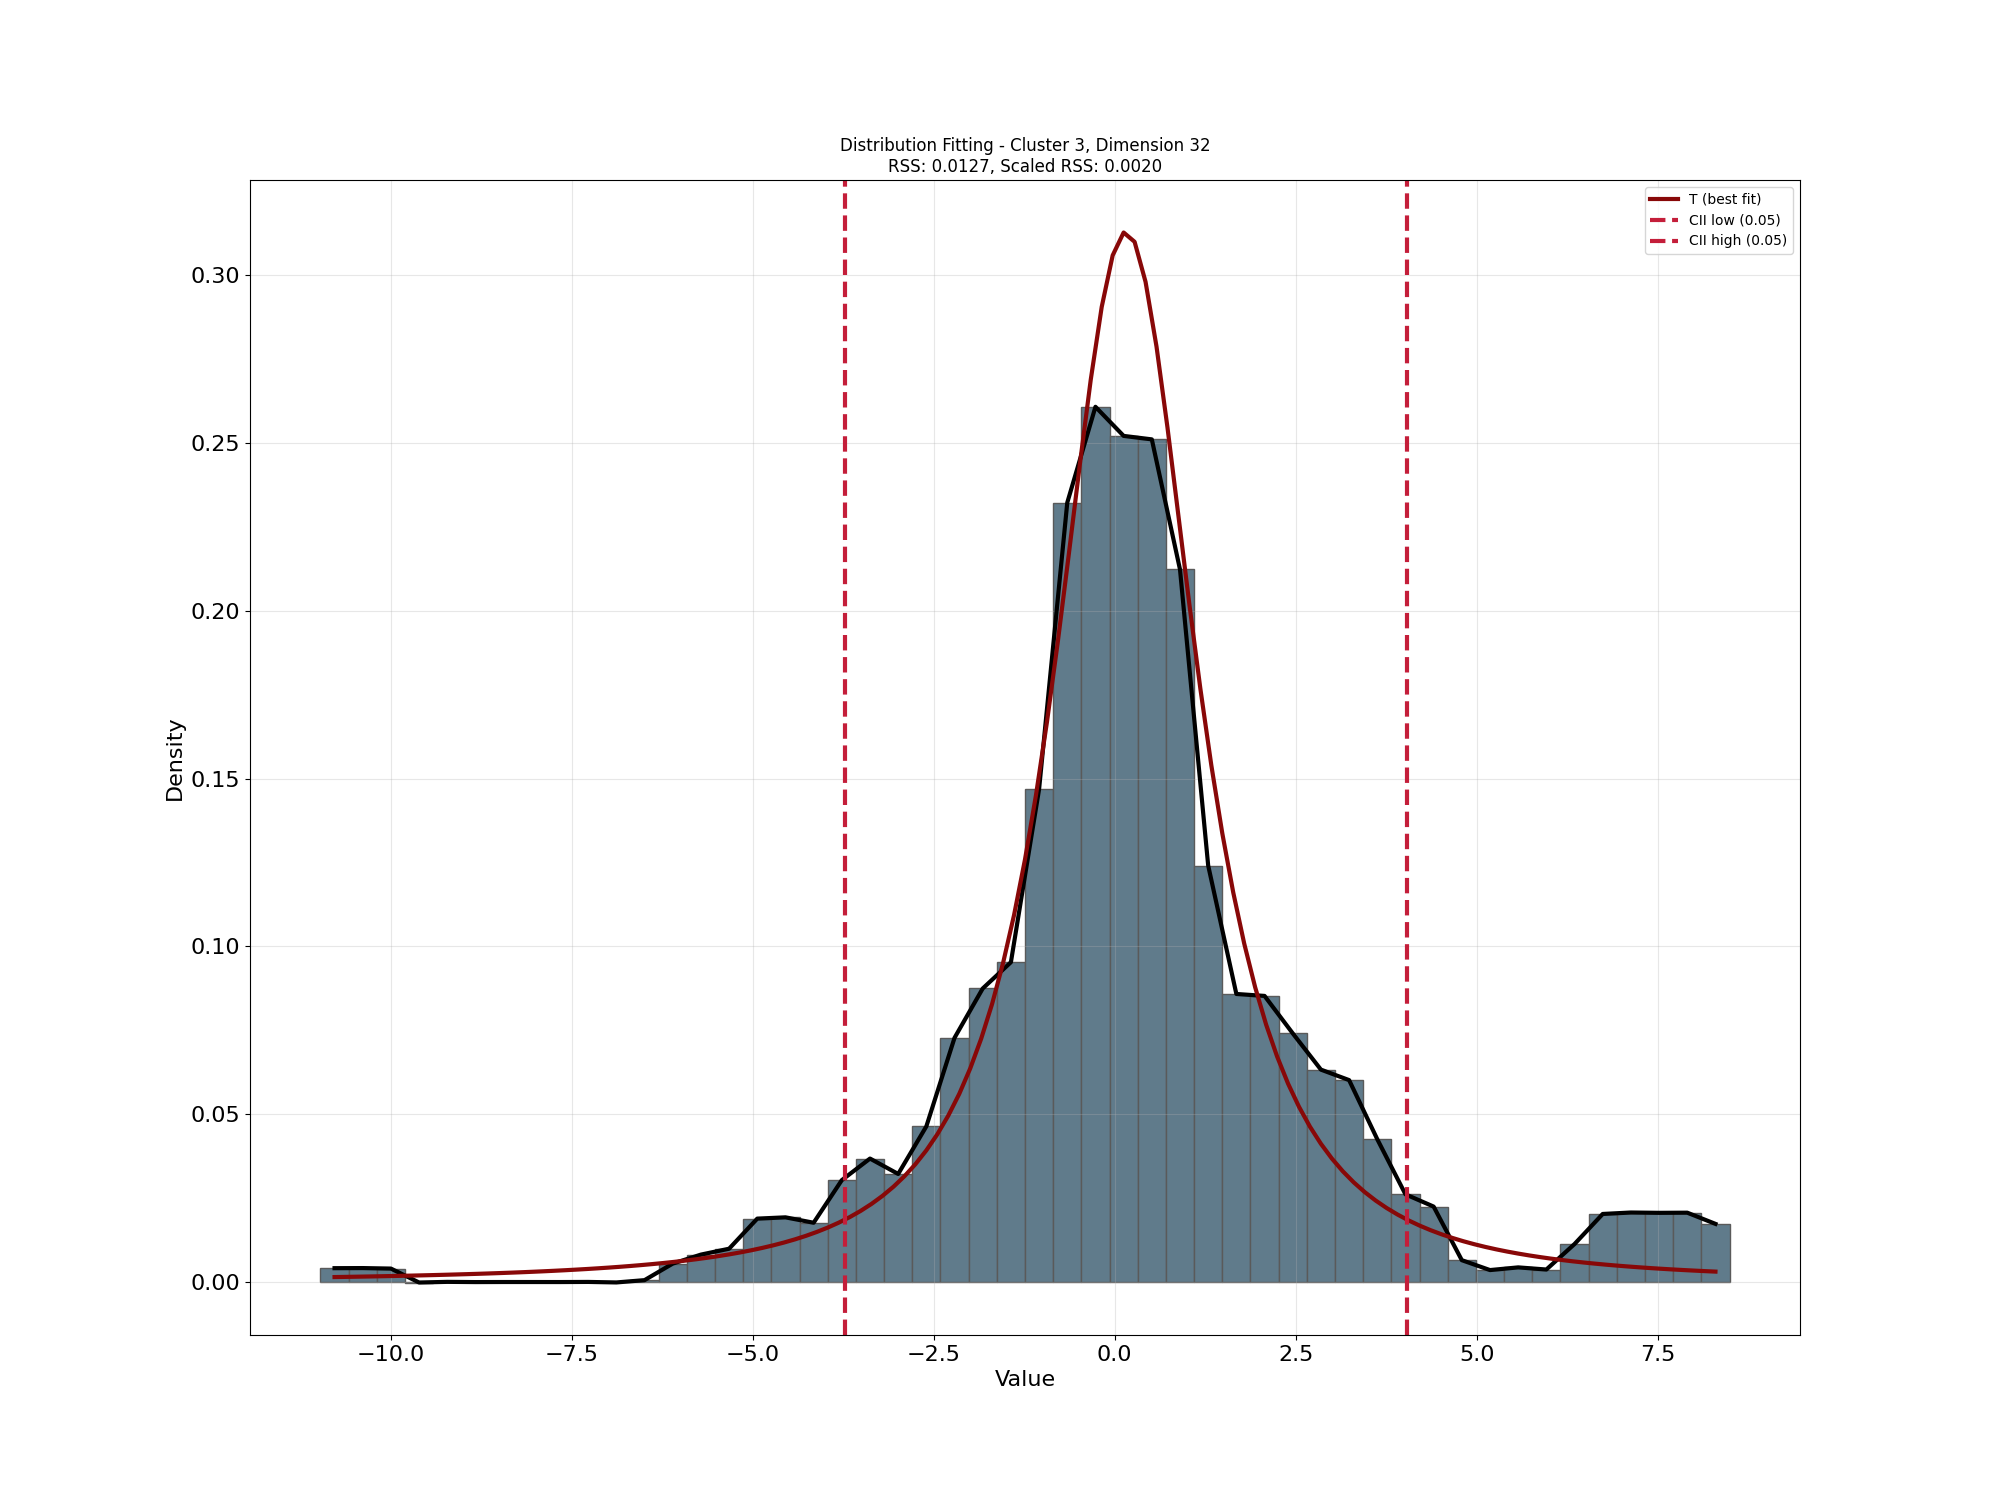 Distribution Fitting - Cluster 3, Dimension 32
RSS: 0.0127, Scaled RSS: 0.0020
T (best fit)
CII low (0.05)
CII high (0.05)
0.30
0.25
0.20
0.15
0.10
0.05
0.00
Density
−10.0 −7.5 −5.0 −2.5 0.0 2.5 5.0 7.5
Value